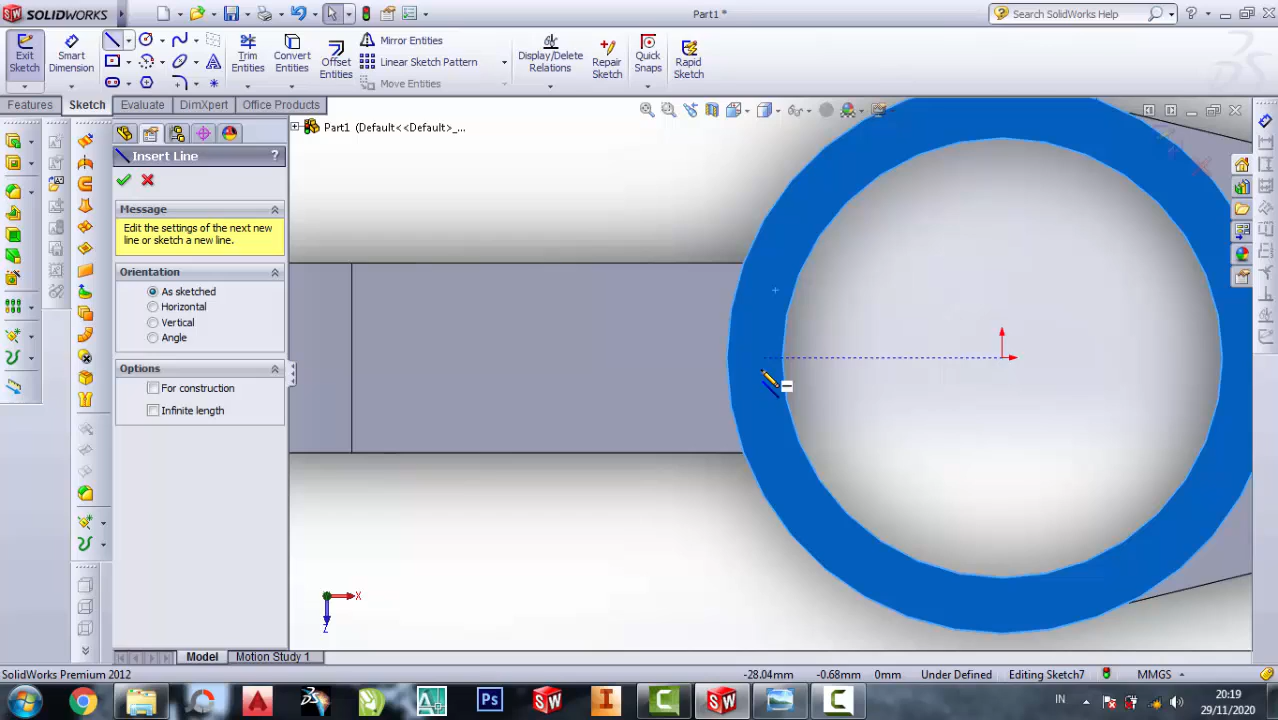 SOLIDWORKS
Part1 *
Search SolidWorks Help
Exit Sketch
Smart Dimension
Trim Entities
Convert Entities
Offset Entities
Mirror Entities
Linear Sketch Pattern
Move Entities
Display/Delete Relations
Repair Sketch
Quick Snaps
Rapid Sketch
Features
Sketch
Evaluate
DimXpert
Office Products
Part1 (Default<<Default>_...
Insert Line
?
Message
Edit the settings of the next new
line or sketch a new line.
Orientation
As sketched
Horizontal
Vertical
Angle
Options
For construction
Infinite length
X
Z
Model
Motion Study 1
SolidWorks Premium 2012
-28.04mm
-0.68mm
0mm
Under Defined
Editing Sketch7
MMGS
IN
20:19
29/11/2020